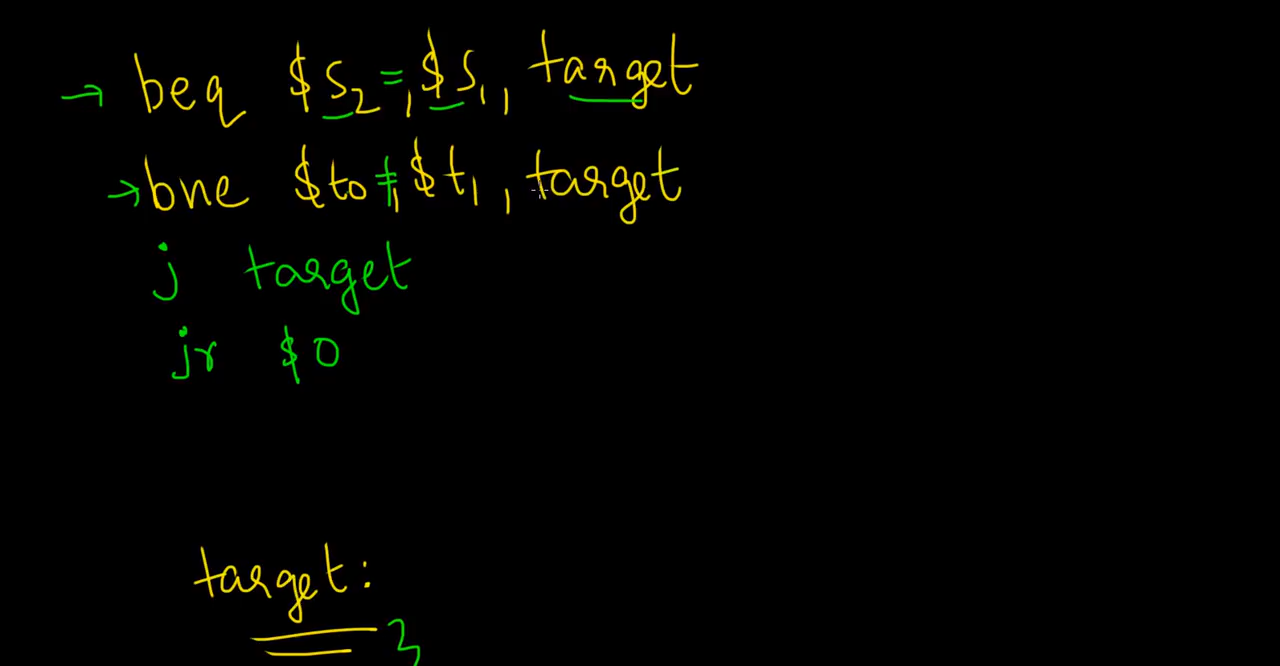 → beq $s2 =, $s1, target
→ bne $t0 ≠, $t1, target
j target
jr $0
target: